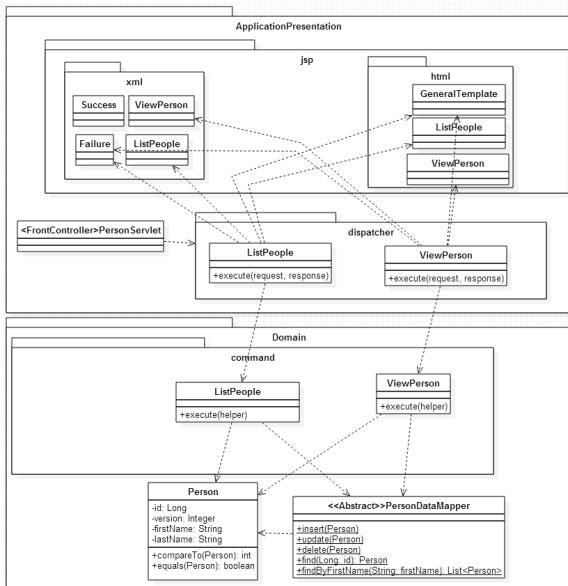 ApplicationPresentation
jsp
xml
html
Success
ViewPerson
GeneralTemplate
Failure
ListPeople
ListPeople
ViewPerson
<FrontController>PersonServlet
dispatcher
ListPeople
+execute(request, response)
ViewPerson
+execute(request, response)
Domain
command
ListPeople
+execute(helper)
ViewPerson
+execute(helper)
Person
-id: Long
-version: Integer
-firstName: String
-lastName: String
+compareTo(Person): int
+equals(Person): boolean
<<Abstract>>PersonDataMapper
+insert(Person)
+update(Person)
+delete(Person)
+find(Long: id): Person
+findByFirstName(String: firstName): List<Person>